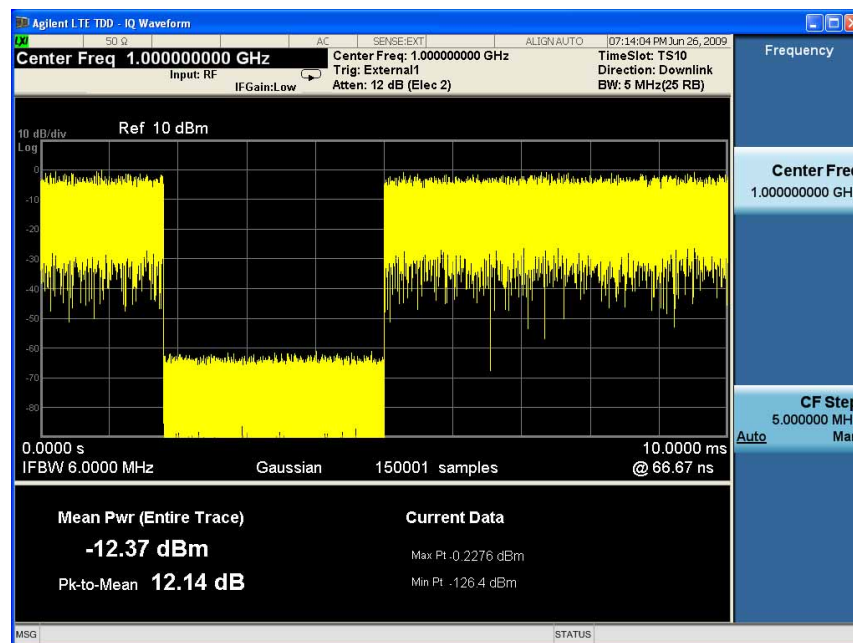 Agilent LTE TDD - IQ Waveform
LXI 50 Ω AC SENSE:EXT ALIGN AUTO 07:14:04 PM Jun 26, 2009
Center Freq 1.000000000 GHz
Input: RF
IFGain:Low
Center Freq: 1.000000000 GHz
Trig: External1
Atten: 12 dB (Elec 2)
TimeSlot: TS10
Direction: Downlink
BW: 5 MHz(25 RB)
Frequency
10 dB/div
Log
Ref 10 dBm
0
-10
-20
-30
-40
-50
-60
-70
-80
0.0000 s
10.0000 ms
IFBW 6.0000 MHz
Gaussian
150001 samples
@ 66.67 ns
Center Fre
1.000000000 GH
CF Ste
5.000000 MH
Auto Ma
Mean Pwr (Entire Trace)
-12.37 dBm
Pk-to-Mean 12.14 dB
Current Data
Max Pt -0.2276 dBm
Min Pt -126.4 dBm
MSG
STATUS